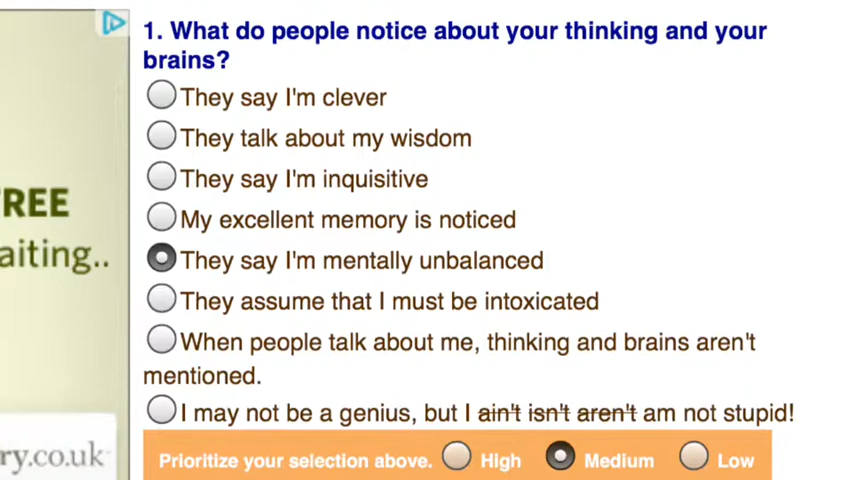 1. What do people notice about your thinking and your
brains?
They say I'm clever
They talk about my wisdom
They say I'm inquisitive
My excellent memory is noticed
They say I'm mentally unbalanced
They assume that I must be intoxicated
When people talk about me, thinking and brains aren't
mentioned.
I may not be a genius, but I ain't isn't aren't am not stupid!
Prioritize your selection above. High Medium Low
REE
aiting..
ry.co.uk